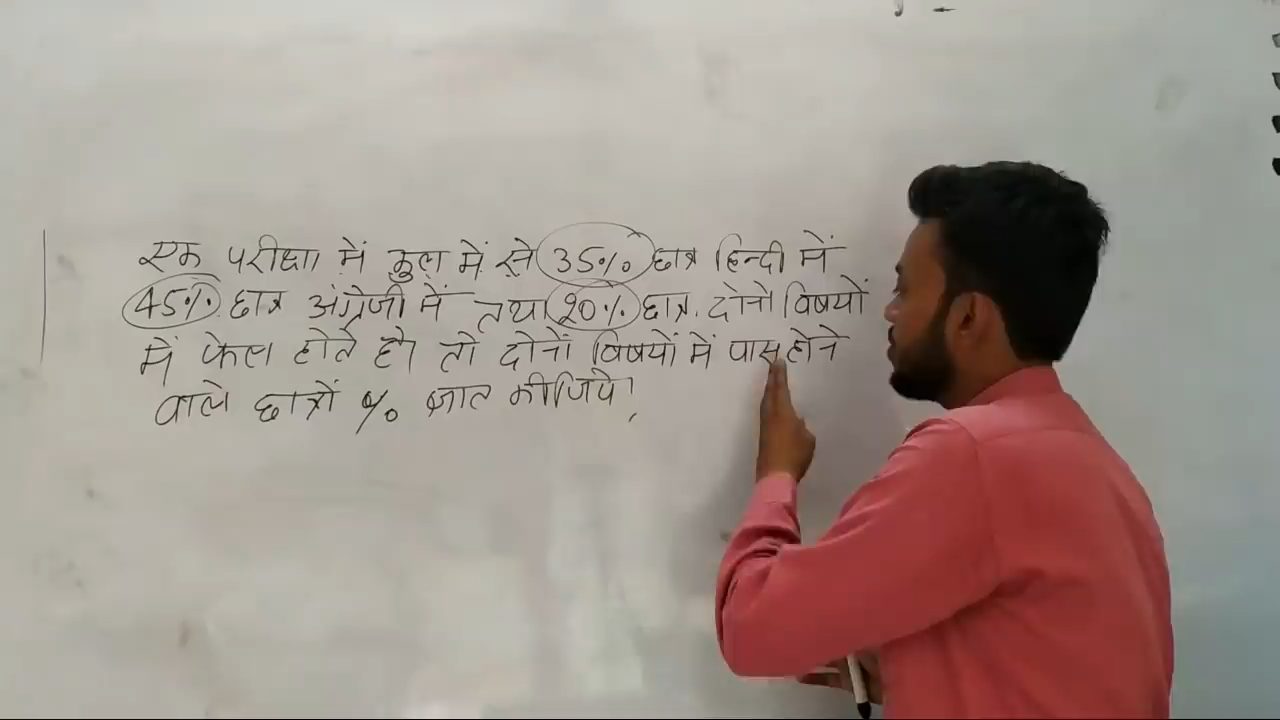 एक परीक्षा में कुल में से 35% छात्र हिन्दी में
45% छात्र अंग्रेजी में तथा 20% छात्र दोनों विषयों
में फेल होते है। तो दोनों विषयों में पास होने
वाले छात्रों % ज्ञात कीजिये।